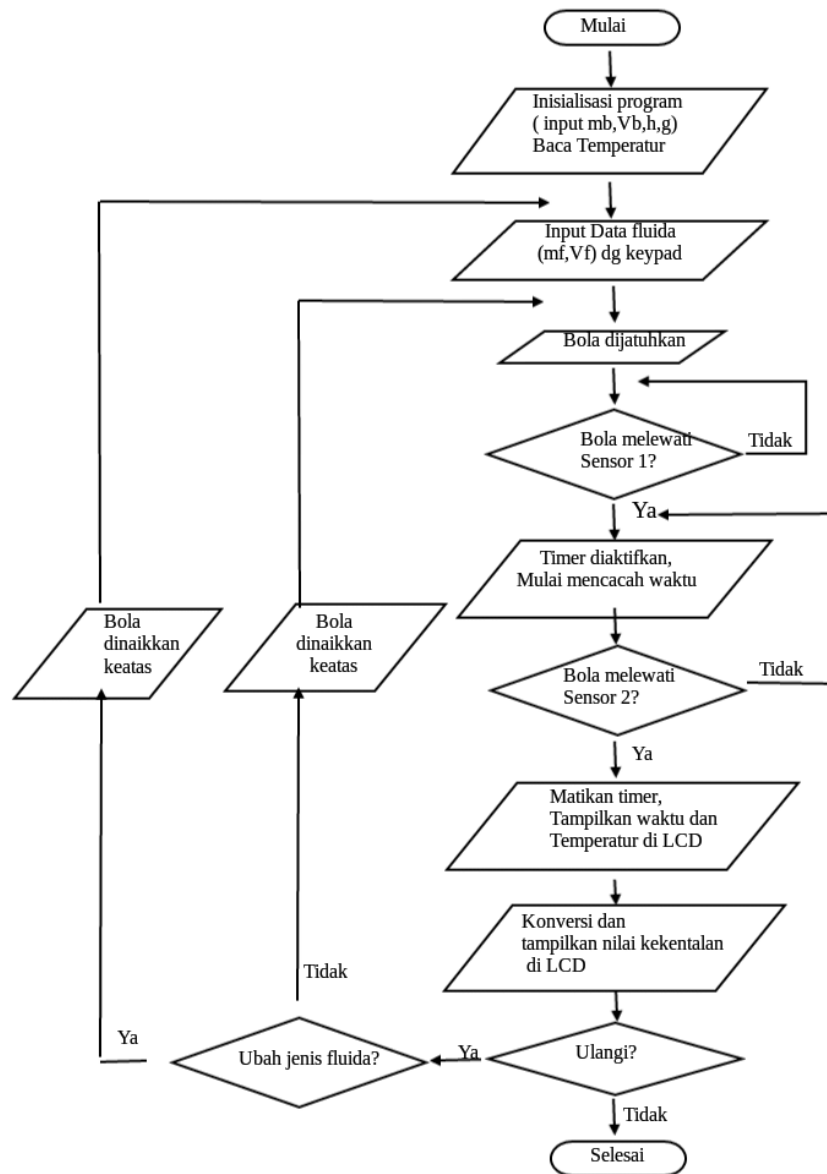 Mulai
Inisialisasi program
( input mb,Vb,h,g)
Baca Temperatur
Input Data fluida
(mf,Vf) dg keypad
Bola dijatuhkan
Bola melewati
Sensor 1?
Tidak
Ya
Timer diaktifkan,
Mulai mencacah waktu
Bola
dinaikkan
keatas
Bola
dinaikkan
keatas
Bola melewati
Sensor 2?
Tidak
Ya
Matikan timer,
Tampilkan waktu dan
Temperatur di LCD
Konversi dan
tampilkan nilai kekentalan
di LCD
Tidak
Ya
Ubah jenis fluida?
Ya
Ulangi?
Tidak
Selesai